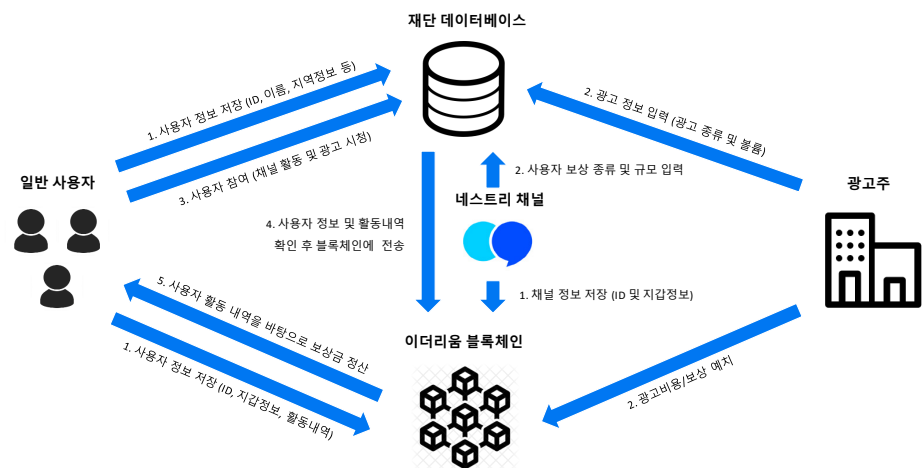 재단 데이터베이스
1. 사용자 정보 저장 (ID, 이름, 지역정보 등)
2. 광고 정보 입력 (광고 종류 및 볼륨)
3. 사용자 참여 (채널 활동 및 광고 시청)
2. 사용자 보상 종류 및 규모 입력
일반 사용자
네스트리 채널
광고주
4. 사용자 정보 및 활동내역
확인 후 블록체인에 전송
1. 채널 정보 저장 (ID 및 지갑정보)
5. 사용자 활동 내역을 바탕으로 보상금 정산
이더리움 블록체인
1. 사용자 정보 저장 (ID, 지갑정보, 활동내역)
2. 광고비용/보상 예치